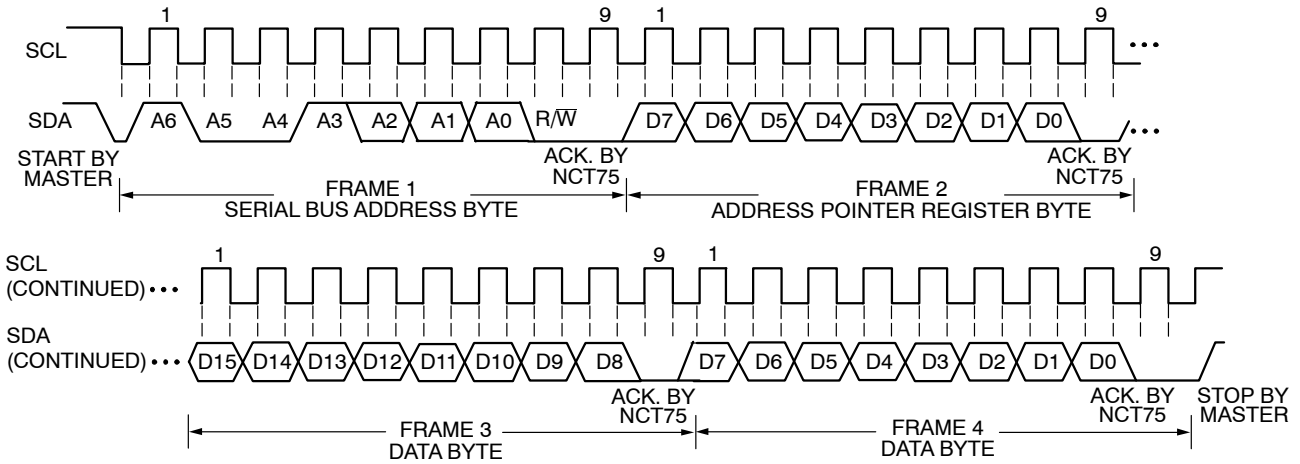 1 9 1 9
SCL •••
SDA A6 A5 A4 A3 A2 A1 A0 R/W̅ D7 D6 D5 D4 D3 D2 D1 D0 •••
START BY
MASTER
ACK. BY
NCT75
ACK. BY
NCT75
FRAME 1
SERIAL BUS ADDRESS BYTE
FRAME 2
ADDRESS POINTER REGISTER BYTE
1 9 1 9
SCL
(CONTINUED) •••
SDA
(CONTINUED) ••• D15 D14 D13 D12 D11 D10 D9 D8 D7 D6 D5 D4 D3 D2 D1 D0
ACK. BY
NCT75
ACK. BY
NCT75
STOP BY
MASTER
FRAME 3
DATA BYTE
FRAME 4
DATA BYTE